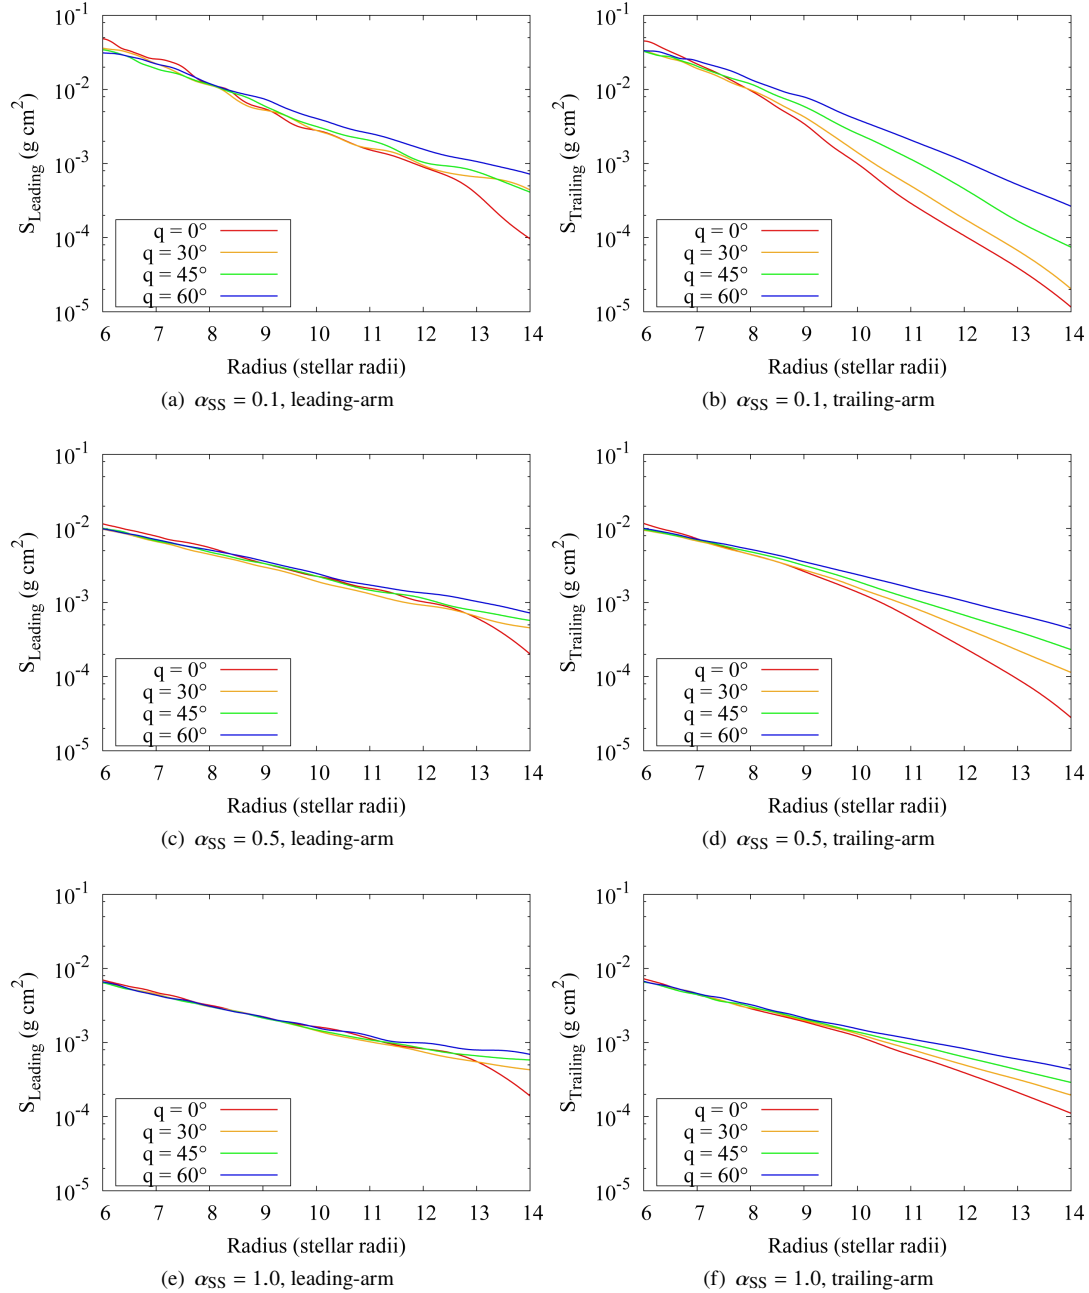 10^-1
10^-2
10^-3
10^-4
10^-5
S_Leading (g cm^2)
q = 0°
q = 30°
q = 45°
q = 60°
6 7 8 9 10 11 12 13 14
Radius (stellar radii)
(a) α_SS = 0.1, leading-arm
10^-1
10^-2
10^-3
10^-4
10^-5
S_Trailing (g cm^2)
q = 0°
q = 30°
q = 45°
q = 60°
6 7 8 9 10 11 12 13 14
Radius (stellar radii)
(b) α_SS = 0.1, trailing-arm
10^-1
10^-2
10^-3
10^-4
10^-5
S_Leading (g cm^2)
q = 0°
q = 30°
q = 45°
q = 60°
6 7 8 9 10 11 12 13 14
Radius (stellar radii)
(c) α_SS = 0.5, leading-arm
10^-1
10^-2
10^-3
10^-4
10^-5
S_Trailing (g cm^2)
q = 0°
q = 30°
q = 45°
q = 60°
6 7 8 9 10 11 12 13 14
Radius (stellar radii)
(d) α_SS = 0.5, trailing-arm
10^-1
10^-2
10^-3
10^-4
10^-5
S_Leading (g cm^2)
q = 0°
q = 30°
q = 45°
q = 60°
6 7 8 9 10 11 12 13 14
Radius (stellar radii)
(e) α_SS = 1.0, leading-arm
10^-1
10^-2
10^-3
10^-4
10^-5
S_Trailing (g cm^2)
q = 0°
q = 30°
q = 45°
q = 60°
6 7 8 9 10 11 12 13 14
Radius (stellar radii)
(f) α_SS = 1.0, trailing-arm